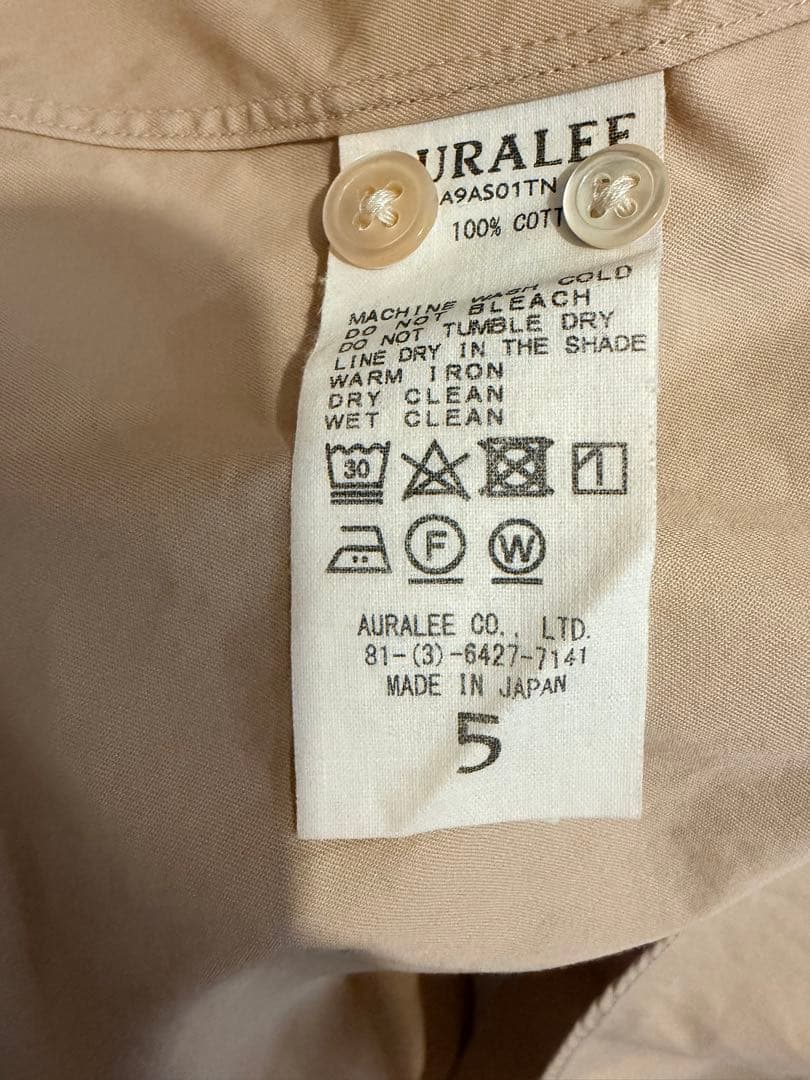 URALEE
A9AS01TN
100% COTT
MACHINE WASH COLD
DO NOT BLEACH
DO NOT TUMBLE DRY
LINE DRY IN THE SHADE
WARM IRON
DRY CLEAN
WET CLEAN
30
F W
AURALEE CO., LTD.
81-(3)-6427-7141
MADE IN JAPAN
5